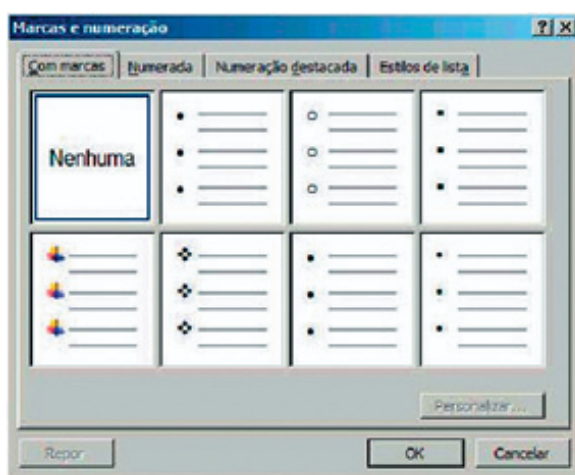 Marcas e numeração
Com marcas Numerada Numeração destacada Estilos de lista
Nenhuma
Personalizar...
Repor OK Cancelar